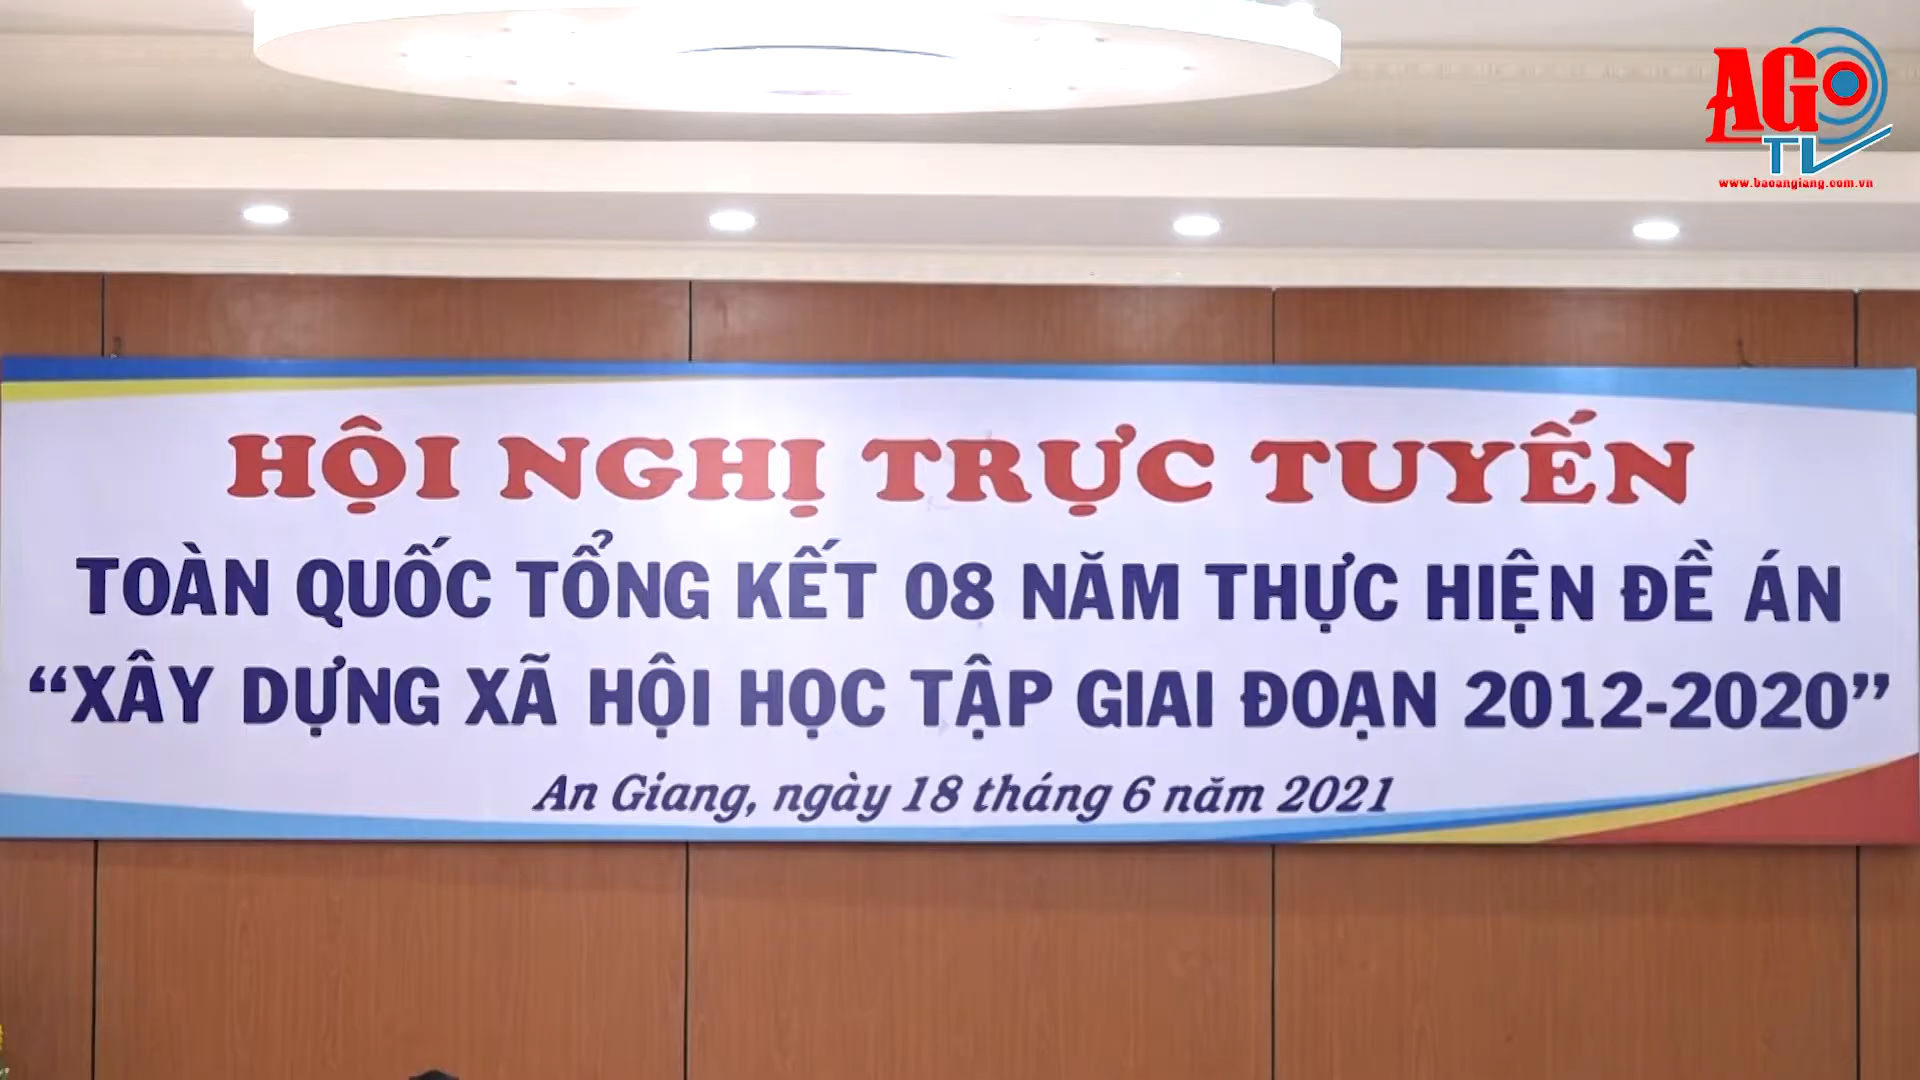 AGO
TV
www.baoangiang.com.vn
HỘI NGHỊ TRỰC TUYẾN
TOÀN QUỐC TỔNG KẾT 08 NĂM THỰC HIỆN ĐỀ ÁN
“XÂY DỰNG XÃ HỘI HỌC TẬP GIAI ĐOẠN 2012-2020”
An Giang, ngày 18 tháng 6 năm 2021